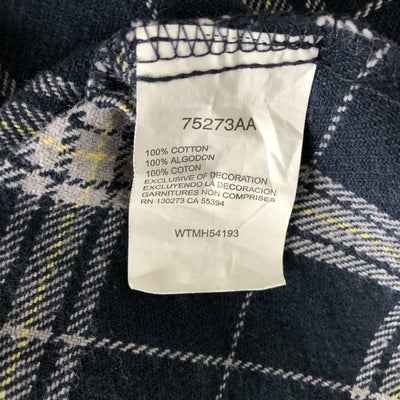 75273AA
100% COTTON
100% ALGODON
100% COTON
EXCLUSIVE OF DECORATION
EXCLUYENDO LA DECORACION
GARNITURES NON COMPRISES
RN 130273 CA 55394
WTMH54193